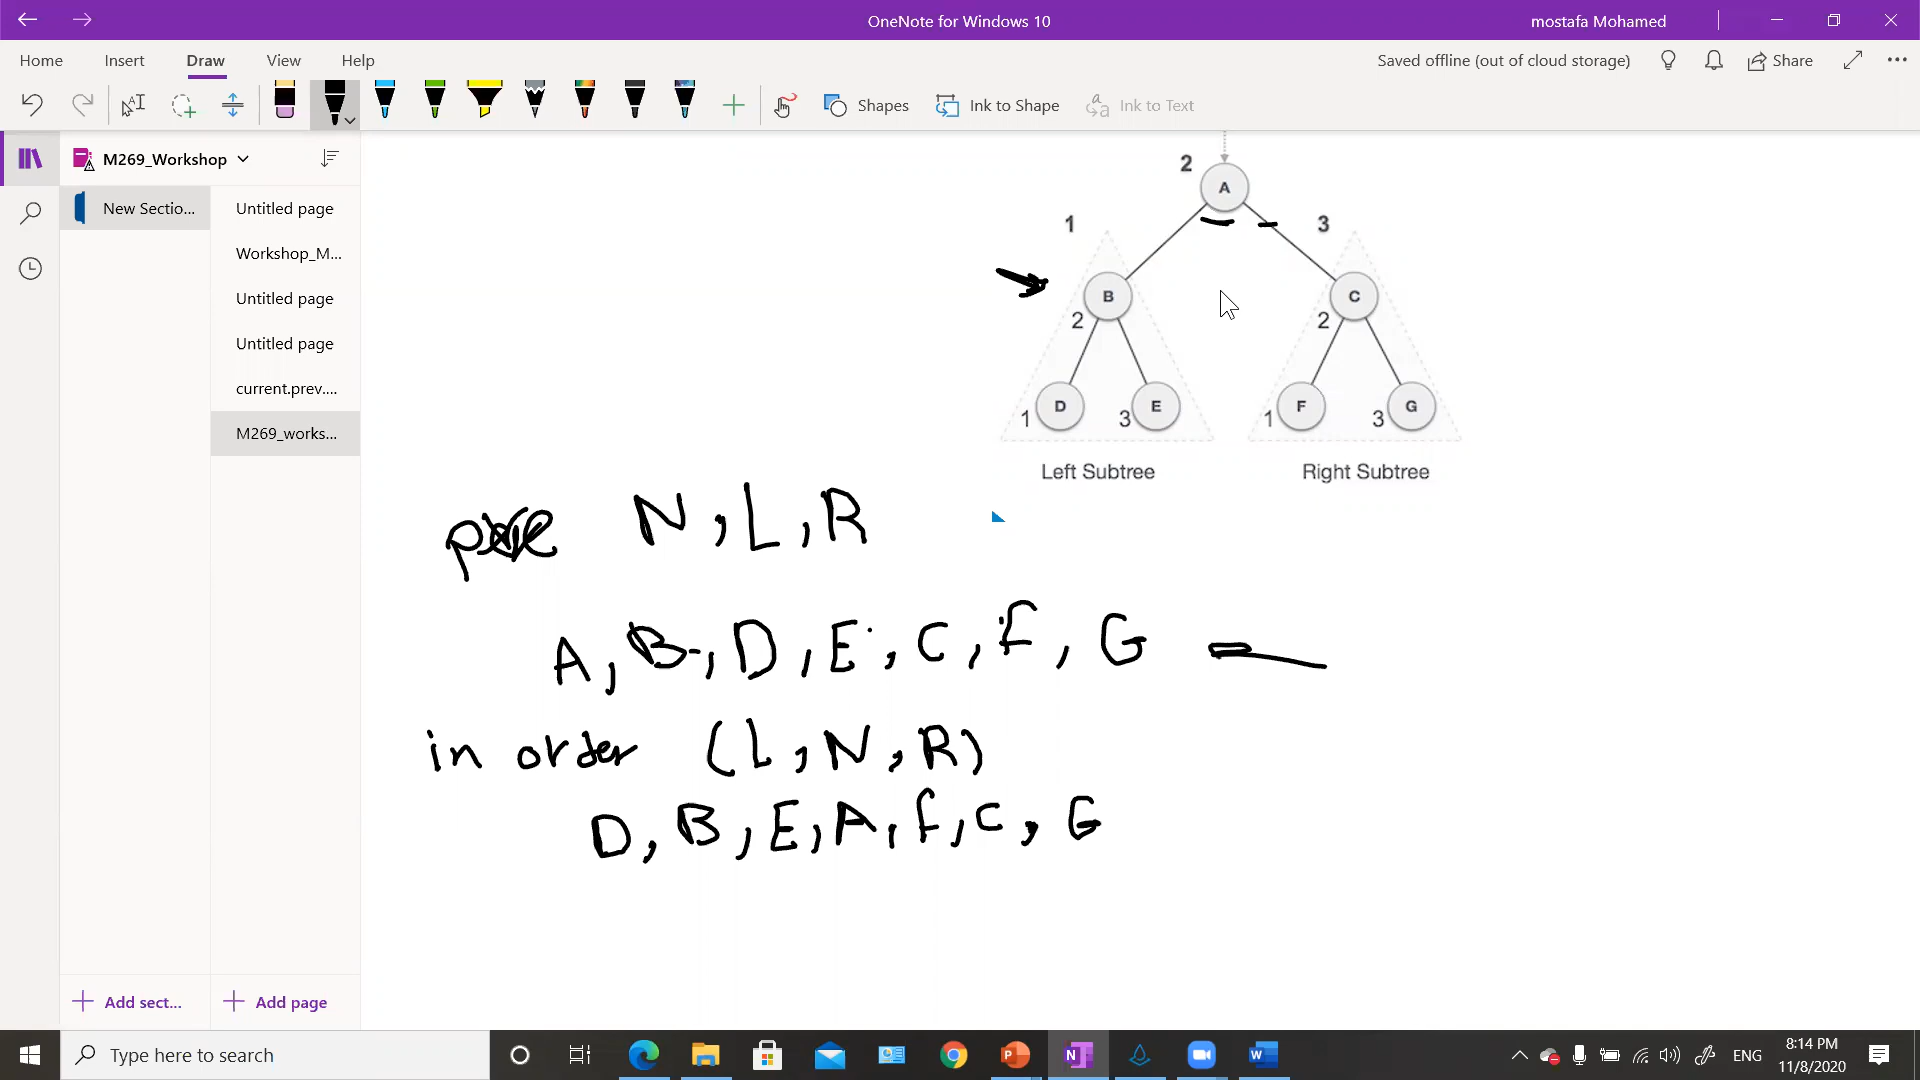 OneNote for Windows 10
mostafa Mohamed
Home Insert Draw View Help
Saved offline (out of cloud storage)
Share
Shapes
Ink to Shape
Ink to Text
M269_Workshop
New Sectio...
Untitled page
Workshop_M...
Untitled page
Untitled page
current.prev....
M269_works...
2
A
1
3
B
C
2
2
D
E
F
G
1
3
1
3
Left Subtree
Right Subtree
N, L, R
A, B, D, E, C, F, G
in order (L, N, R)
D, B, E, A, F, C, G
Add sect...
Add page
Type here to search
ENG
8:14 PM
11/8/2020